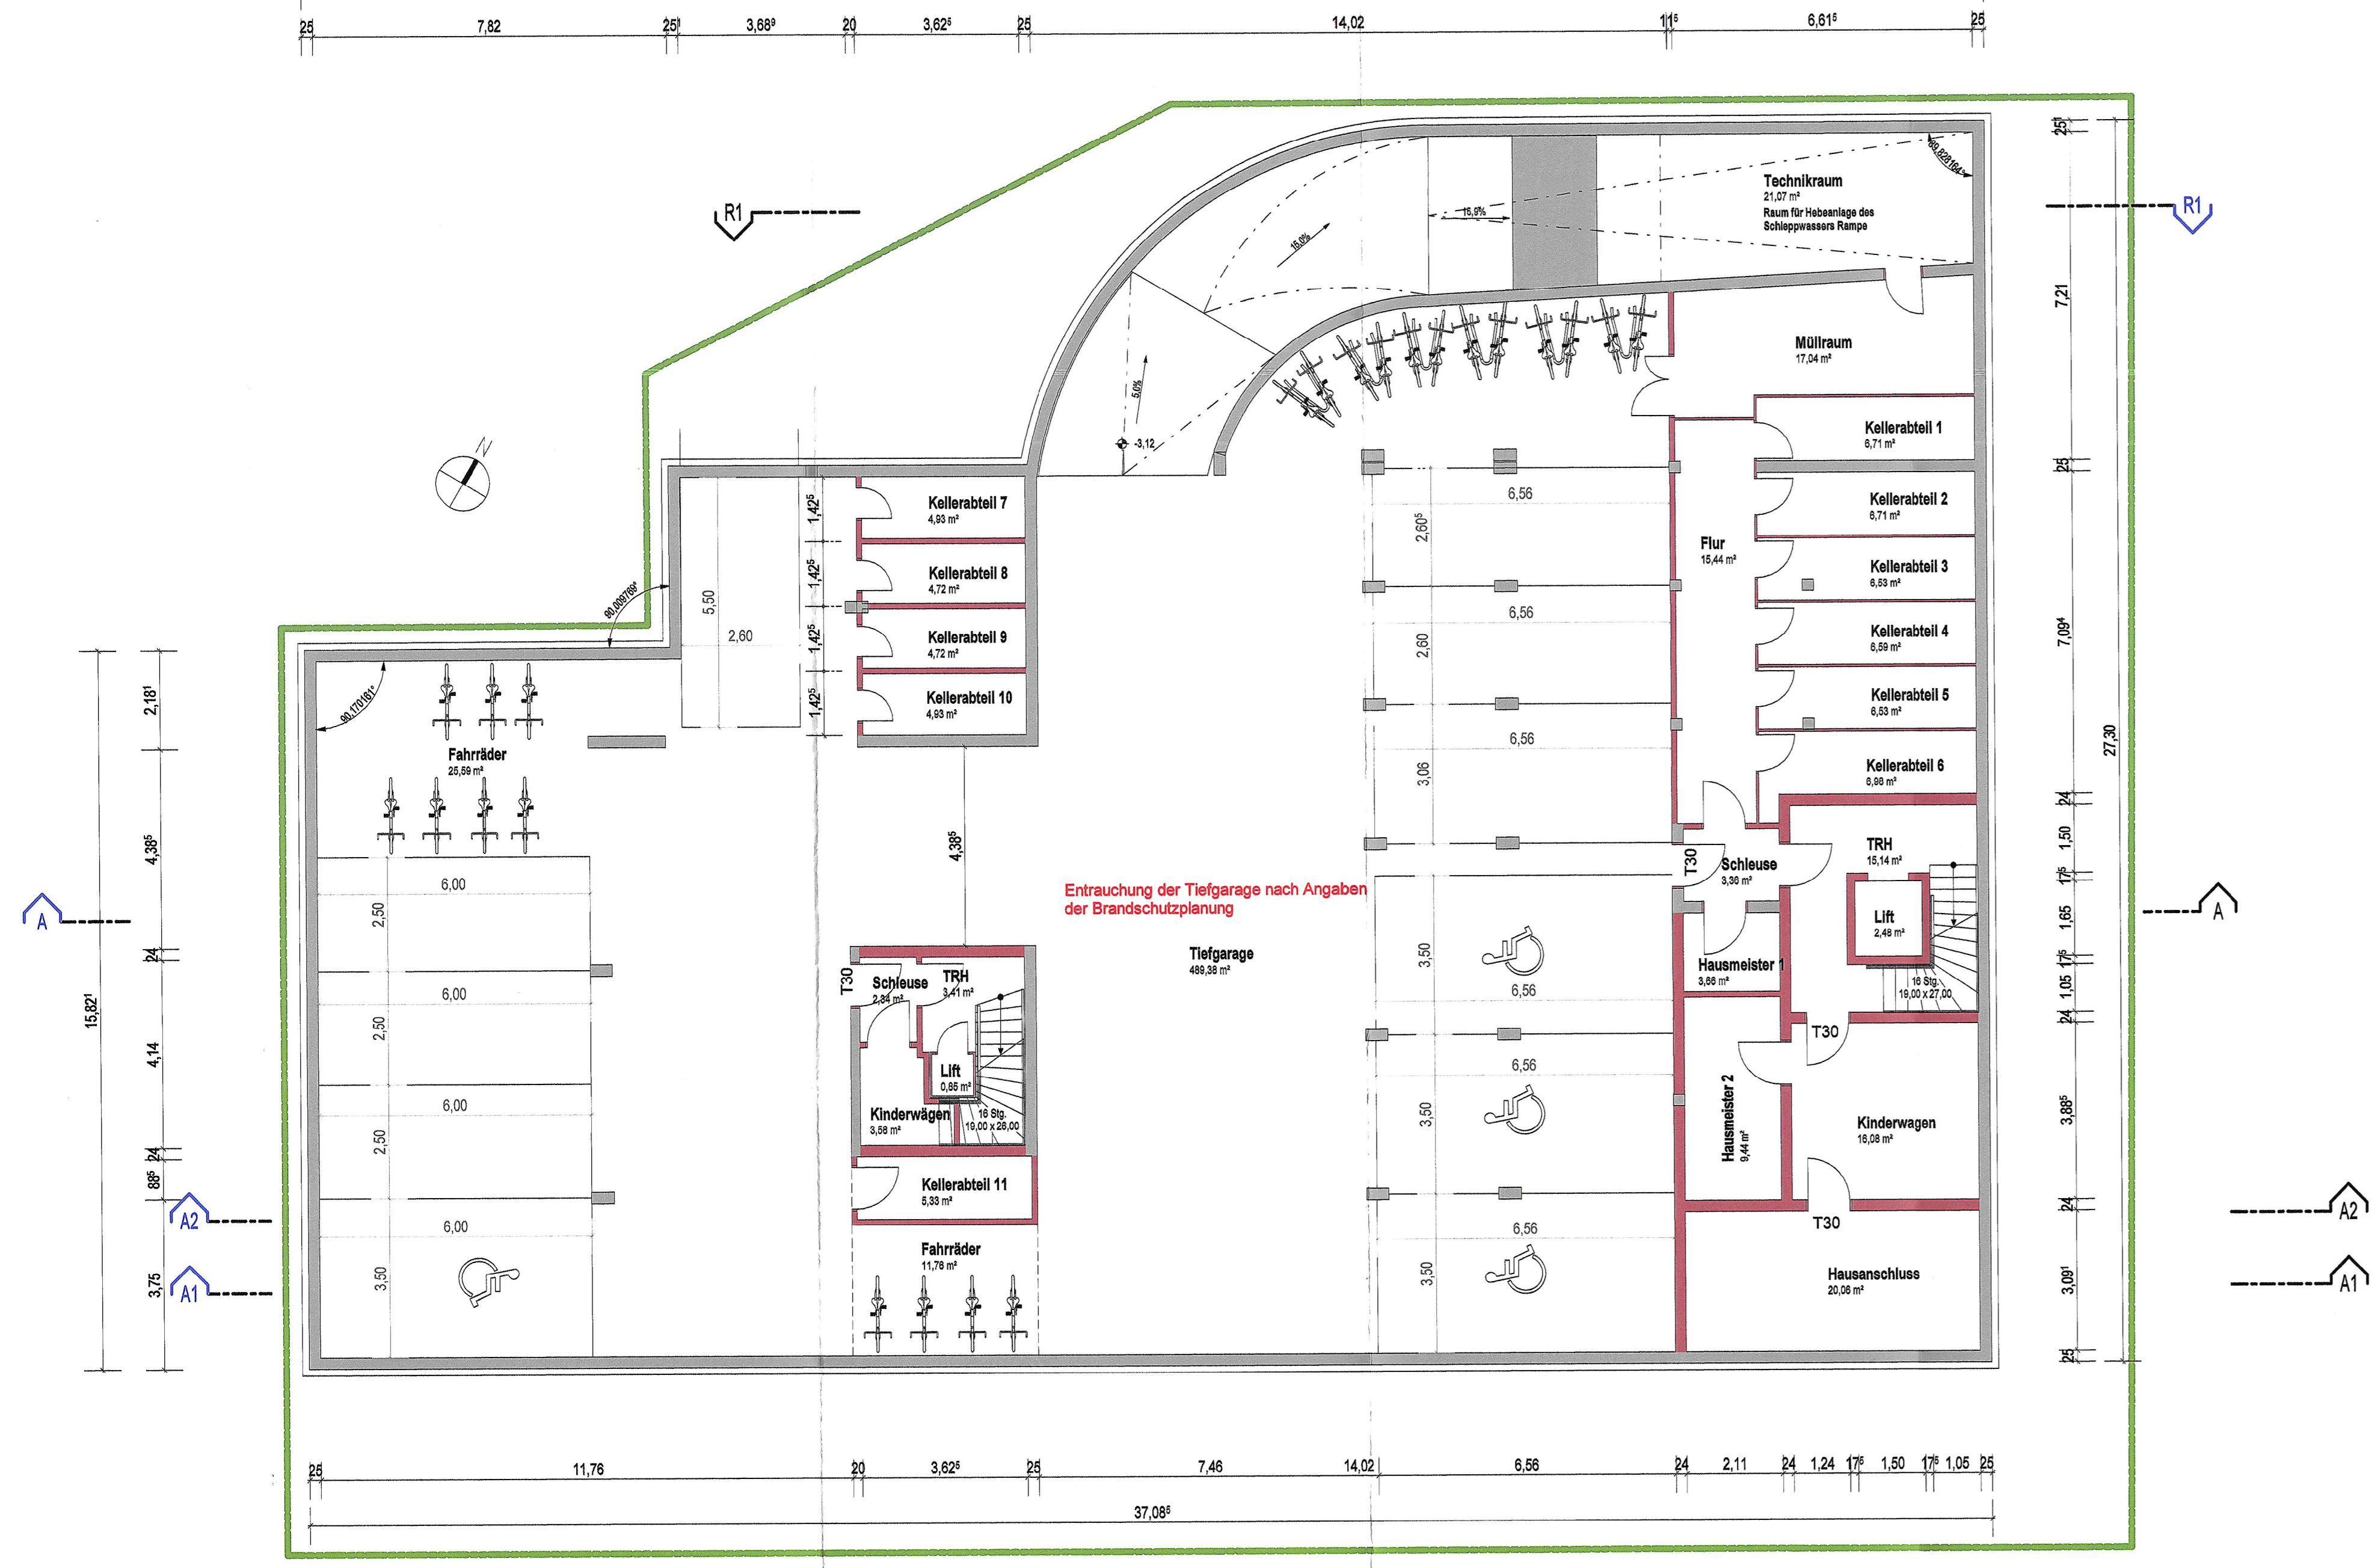 25 7,82 25¹ 3,68⁹ 20 3,62⁵ 25 14,02 11⁵ 6,61⁵ 25
R1
R1
N
Technikraum
21,07 m²
Raum für Hebeanlage des
Schleppwassers Rampe
89,828164°
16,9%
15,0%
5,0%
-3,12
Müllraum
17,04 m²
Kellerabteil 1
6,71 m²
Kellerabteil 2
6,71 m²
Kellerabteil 3
6,53 m²
Kellerabteil 4
6,59 m²
Kellerabteil 5
6,53 m²
Kellerabteil 6
6,98 m²
Flur
15,44 m²
Kellerabteil 7
4,93 m²
Kellerabteil 8
4,72 m²
Kellerabteil 9
4,72 m²
Kellerabteil 10
4,93 m²
1,42⁵
1,42⁵
1,42⁵
1,42⁵
5,50
2,60
90,009769°
90,170161°
Fahrräder
25,59 m²
6,00
2,50
6,00
2,50
6,00
2,50
6,00
3,50
4,38⁵
Entrauchung der Tiefgarage nach Angaben
der Brandschutzplanung
Tiefgarage
489,38 m²
T30
Schleuse
2,34 m²
TRH
3,41 m²
Lift
0,85 m²
Kinderwägen
3,58 m²
16 Stg.
19,00 x 28,00
Kellerabteil 11
5,33 m²
Fahrräder
11,76 m²
6,56
2,60⁵
6,56
2,60
6,56
3,06
3,50
6,56
6,56
3,50
6,56
3,50
T30
Schleuse
3,36 m²
TRH
15,14 m²
Lift
2,48 m²
16 Stg.
19,00 x 27,00
Hausmeister 1
3,66 m²
Hausmeister 2
9,44 m²
T30
Kinderwagen
16,08 m²
T30
Hausanschluss
20,06 m²
2,18¹
4,38⁵
24
4,14
24
88⁵
3,75
15,82¹
A
A2
A1
25¹
7,21
25
7,09⁴
24
1,50
17⁵
1,65
17⁵
1,05
24
3,88⁵
24
3,09¹
25
27,30
A
A2
A1
25 11,76 20 3,62⁵ 25 7,46 14,02 6,56 24 2,11 24 1,24 17⁵ 1,50 17⁵ 1,05 25
37,08⁵